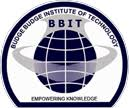 BUDGE BUDGE INSTITUTE OF TECHNOLOGY
BBIT
EMPOWERING KNOWLEDGE